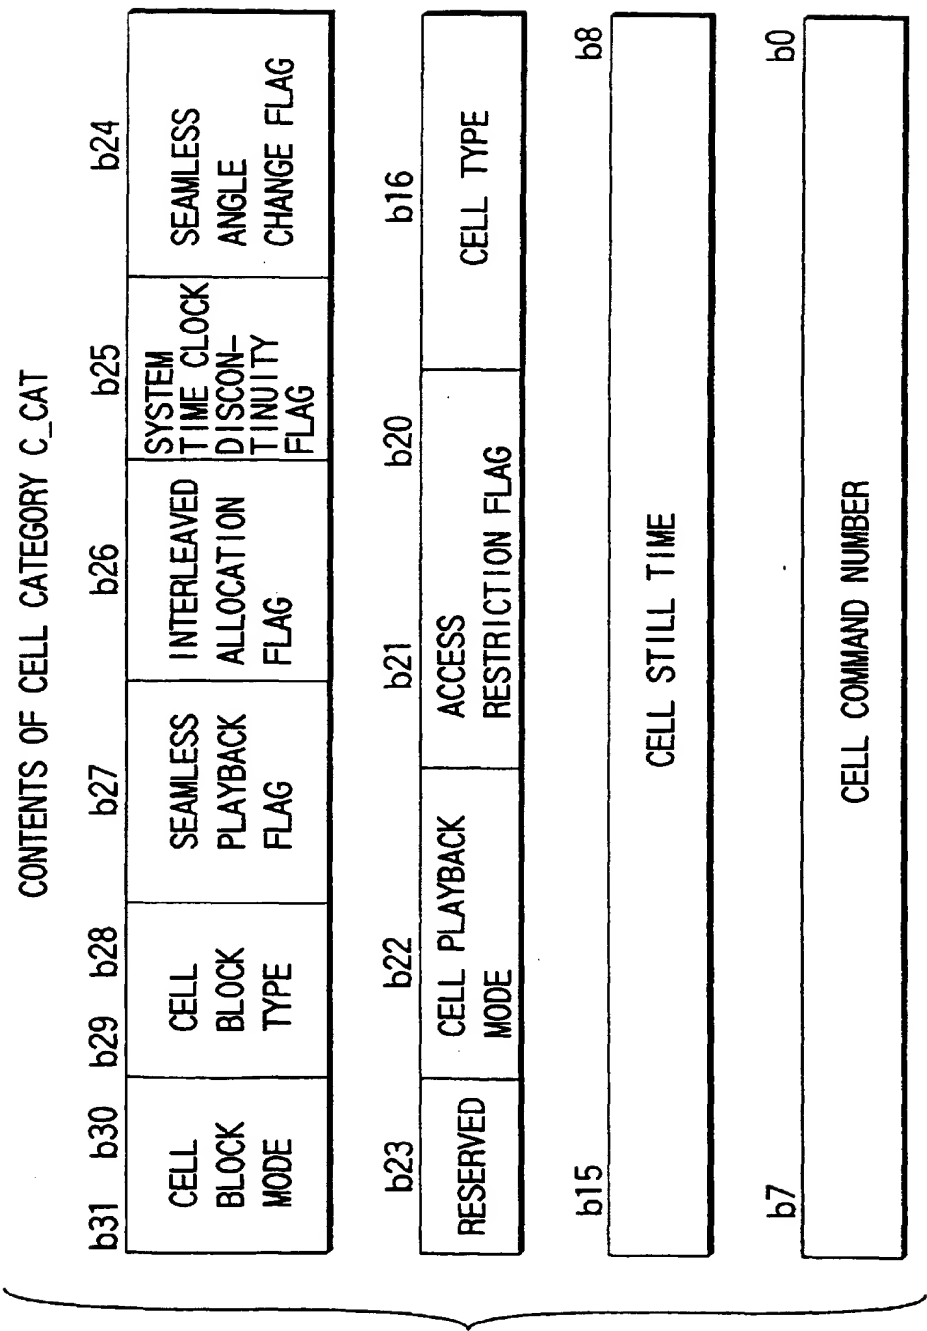 CONTENTS OF CELL CATEGORY C_CAT
b31 b30 b29 b28 b27 b26 b25 b24
CELL
BLOCK
MODE
CELL
BLOCK
TYPE
SEAMLESS
PLAYBACK
FLAG
INTERLEAVED
ALLOCATION
FLAG
SYSTEM
TIME CLOCK
DISCON-
TINUITY
FLAG
SEAMLESS
ANGLE
CHANGE FLAG
b23 b22 b21 b20 b16
RESERVED
CELL PLAYBACK
MODE
ACCESS
RESTRICTION FLAG
CELL TYPE
b15 b8
CELL STILL TIME
b7 b0
CELL COMMAND NUMBER